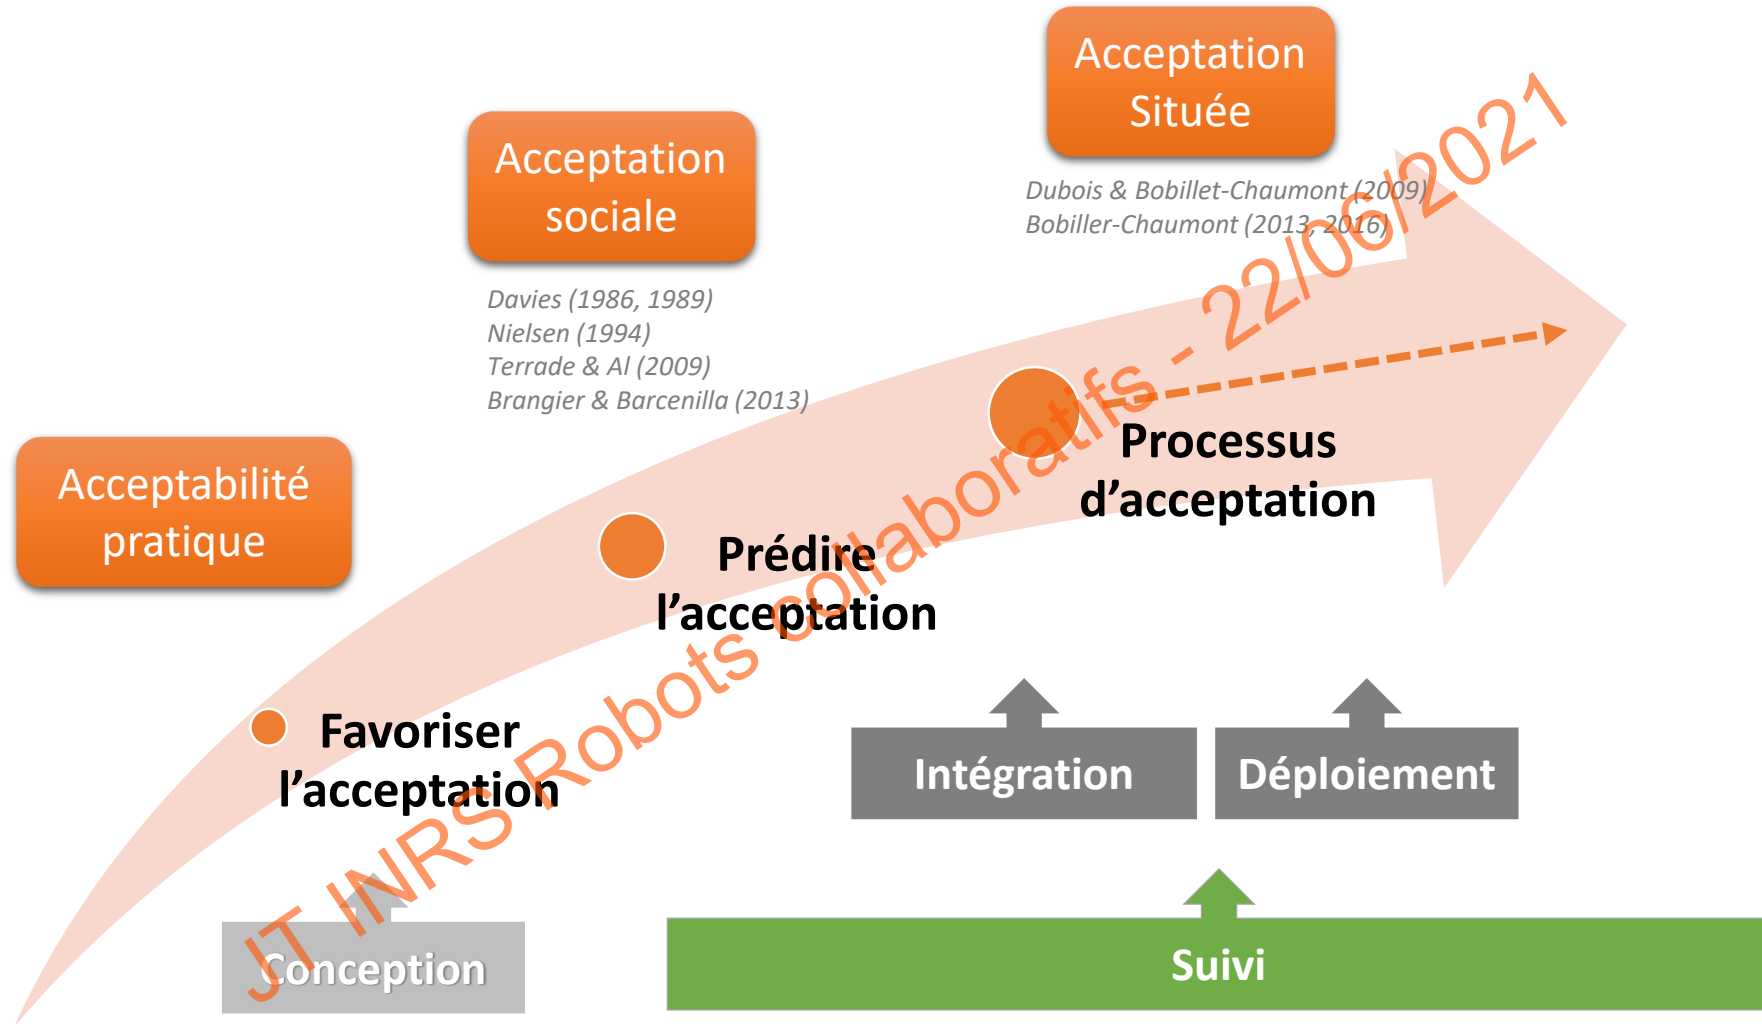 Acceptation
Située
Dubois & Bobillet-Chaumont (2009)
Bobiller-Chaumont (2013, 2016)
Acceptation
sociale
Davies (1986, 1989)
Nielsen (1994)
Terrade & Al (2009)
Brangier & Barcenilla (2013)
Acceptabilité
pratique
Processus
d’acceptation
Prédire
l’acceptation
Favoriser
l’acceptation
Intégration
Déploiement
Conception
Suivi
JT INRS Robots collaboratifs - 22/06/2021